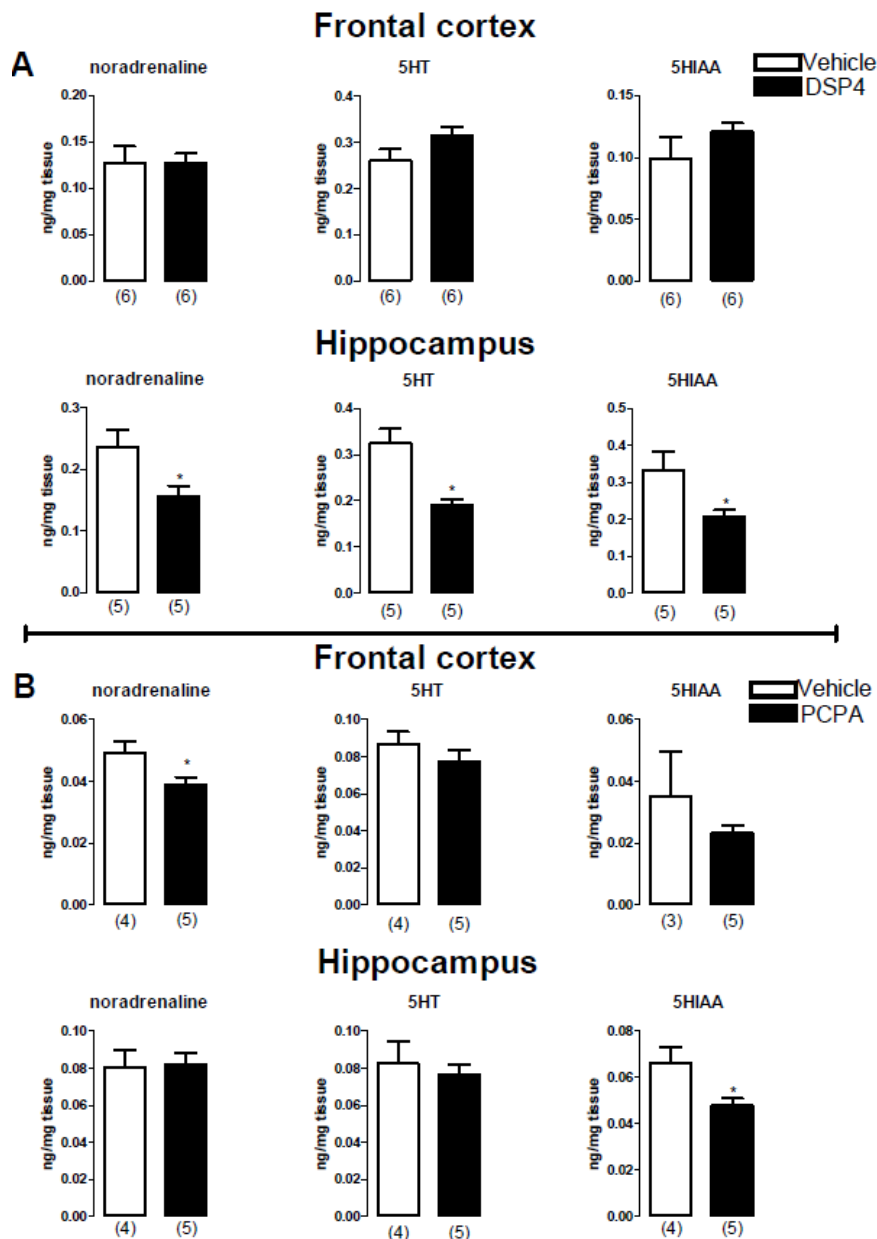 Frontal cortex
A
noradrenaline
5HT
5HIAA
Vehicle
DSP4
ng/mg tissue
0.20
0.15
0.10
0.05
0.00
(6)
(6)
ng/mg tissue
0.4
0.3
0.2
0.1
0.0
(6)
(6)
ng/mg tissue
0.15
0.10
0.05
0.00
(6)
(6)
Hippocampus
noradrenaline
5HT
5HIAA
ng/mg tissue
0.3
0.2
0.1
0.0
*
(5)
(5)
ng/mg tissue
0.4
0.3
0.2
0.1
0.0
*
(5)
(5)
ng/mg tissue
0.5
0.4
0.3
0.2
0.1
0.0
*
(5)
(5)
Frontal cortex
B
noradrenaline
5HT
5HIAA
Vehicle
PCPA
ng/mg tissue
0.06
0.04
0.02
0.00
*
(4)
(5)
ng/mg tissue
0.10
0.08
0.06
0.04
0.02
0.00
(4)
(5)
ng/mg tissue
0.06
0.04
0.02
0.00
(3)
(5)
Hippocampus
noradrenaline
5HT
5HIAA
ng/mg tissue
0.10
0.08
0.06
0.04
0.02
0.00
(4)
(5)
ng/mg tissue
0.10
0.08
0.06
0.04
0.02
0.00
(4)
(5)
ng/mg tissue
0.08
0.06
0.04
0.02
0.00
*
(4)
(5)